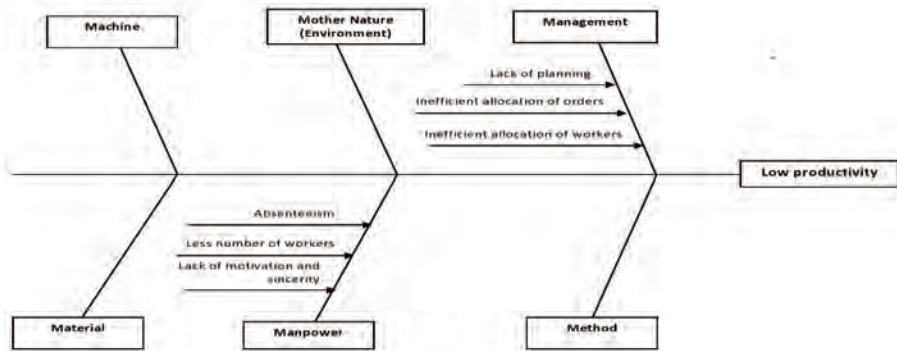 Machine
Mother Nature
(Environment)
Management
Lack of planning
Inefficient allocation of orders
Inefficient allocation of workers
Low productivity
Absenteeism
Less number of workers
Lack of motivation and
sincerity
Material
Manpower
Method